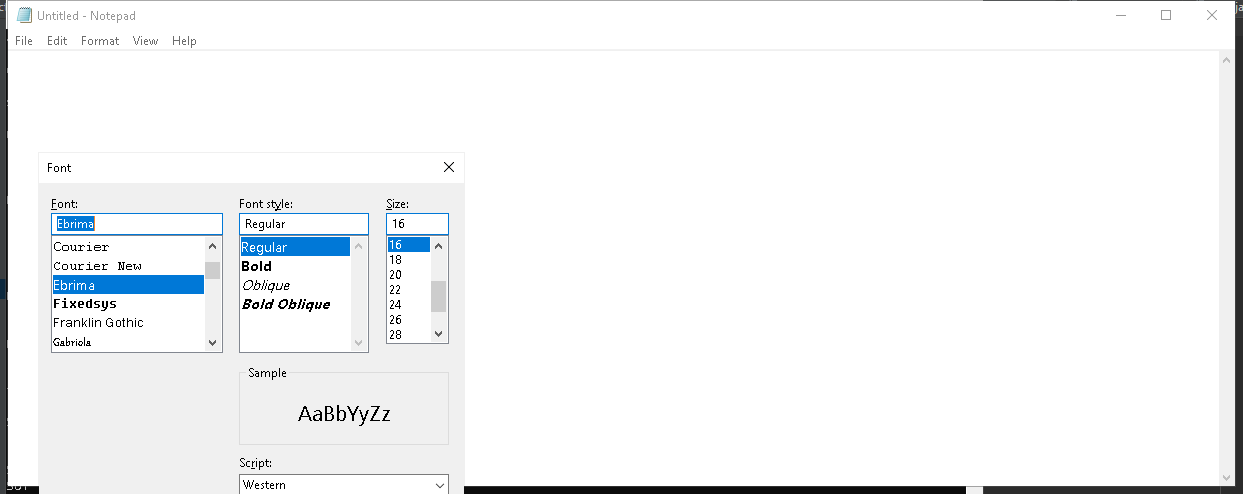 Untitled - Notepad
File Edit Format View Help
Font
Font: Font style: Size:
Ebrima Regular 16
Courier Regular 16
Courier New Bold 18
Ebrima Oblique 20
Fixedsys Bold Oblique 22
Franklin Gothic 24
Gabriola 26
28
Sample
AaBbYyZz
Script:
Western